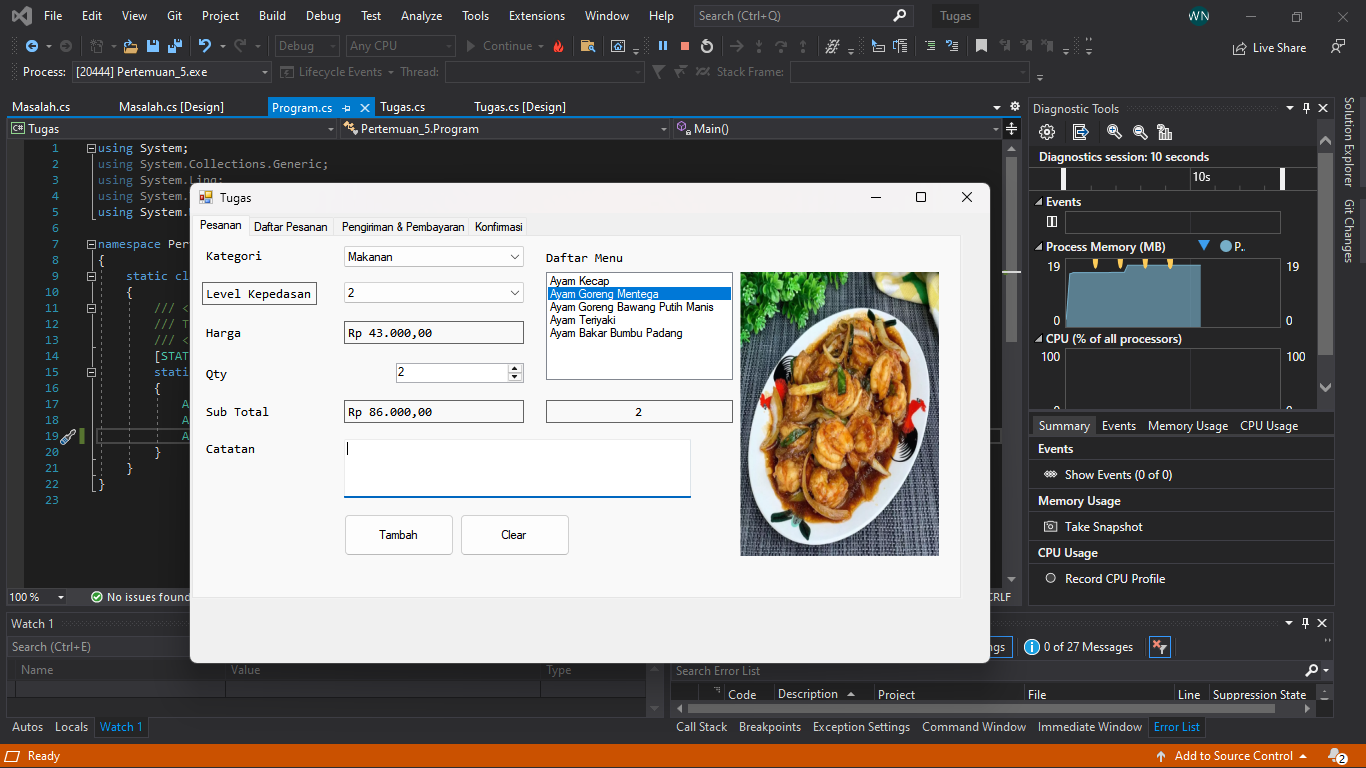 File Edit View Git Project Build Debug Test Analyze Tools Extensions Window Help Search (Ctrl+Q) Tugas WN
Debug Any CPU Continue Live Share
Process: [20444] Pertemuan_5.exe Lifecycle Events Thread: Stack Frame:
Masalah.cs Masalah.cs [Design] Program.cs Tugas.cs Tugas.cs [Design]
Tugas Pertemuan_5.Program Main()
1 using System;
2 using System.Collections.Generic;
3 using System.Linq;
4 using System.
5 using System.
6
7 namespace Per
8 {
9 static cl
10 {
11 /// <
12 /// T
13 /// <
14 [STAT
15 stati
16 {
17 A
18 A
19 A
20 }
21 }
22 }
23
100 % No issues found CRLF
Tugas
Pesanan Daftar Pesanan Pengiriman & Pembayaran Konfirmasi
Kategori Makanan Daftar Menu
Level Kepedasan 2
Harga Rp 43.000,00
Qty 2
Sub Total Rp 86.000,00
Catatan
Ayam Kecap
Ayam Goreng Mentega
Ayam Goreng Bawang Putih Manis
Ayam Teriyaki
Ayam Bakar Bumbu Padang
2
Tambah Clear
Diagnostic Tools
Diagnostics session: 10 seconds
10s
Events
Process Memory (MB) P..
19 19
0 0
CPU (% of all processors)
100 100
Summary Events Memory Usage CPU Usage
Events
Show Events (0 of 0)
Memory Usage
Take Snapshot
CPU Usage
Record CPU Profile
Solution Explorer
Git Changes
Watch 1
Search (Ctrl+E)
Name Value Type
Autos Locals Watch 1
ngs 0 of 27 Messages
Search Error List
Code Description Project File Line Suppression State
Call Stack Breakpoints Exception Settings Command Window Immediate Window Error List
Ready Add to Source Control 2